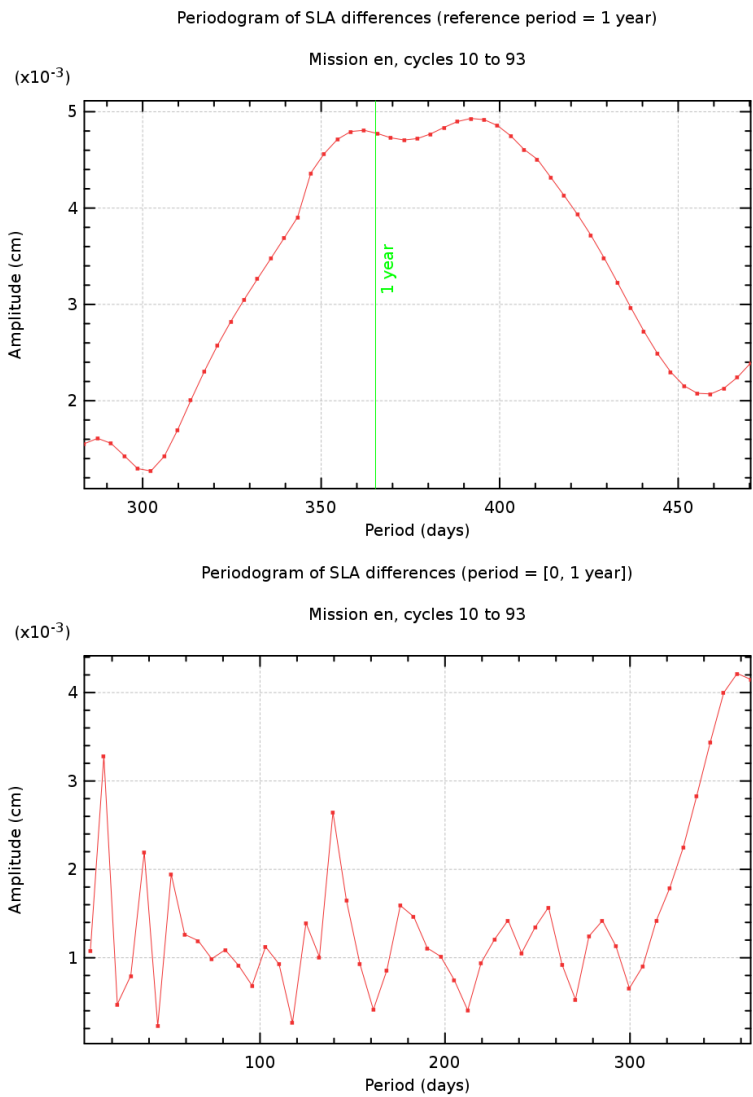 Periodogram of SLA differences (reference period = 1 year)
Mission en, cycles 10 to 93
(x10-3)
5
4
3
2
Amplitude (cm)
1 year
300 350 400 450
Period (days)
Periodogram of SLA differences (period = [0, 1 year])
Mission en, cycles 10 to 93
(x10-3)
4
3
2
1
Amplitude (cm)
100 200 300
Period (days)